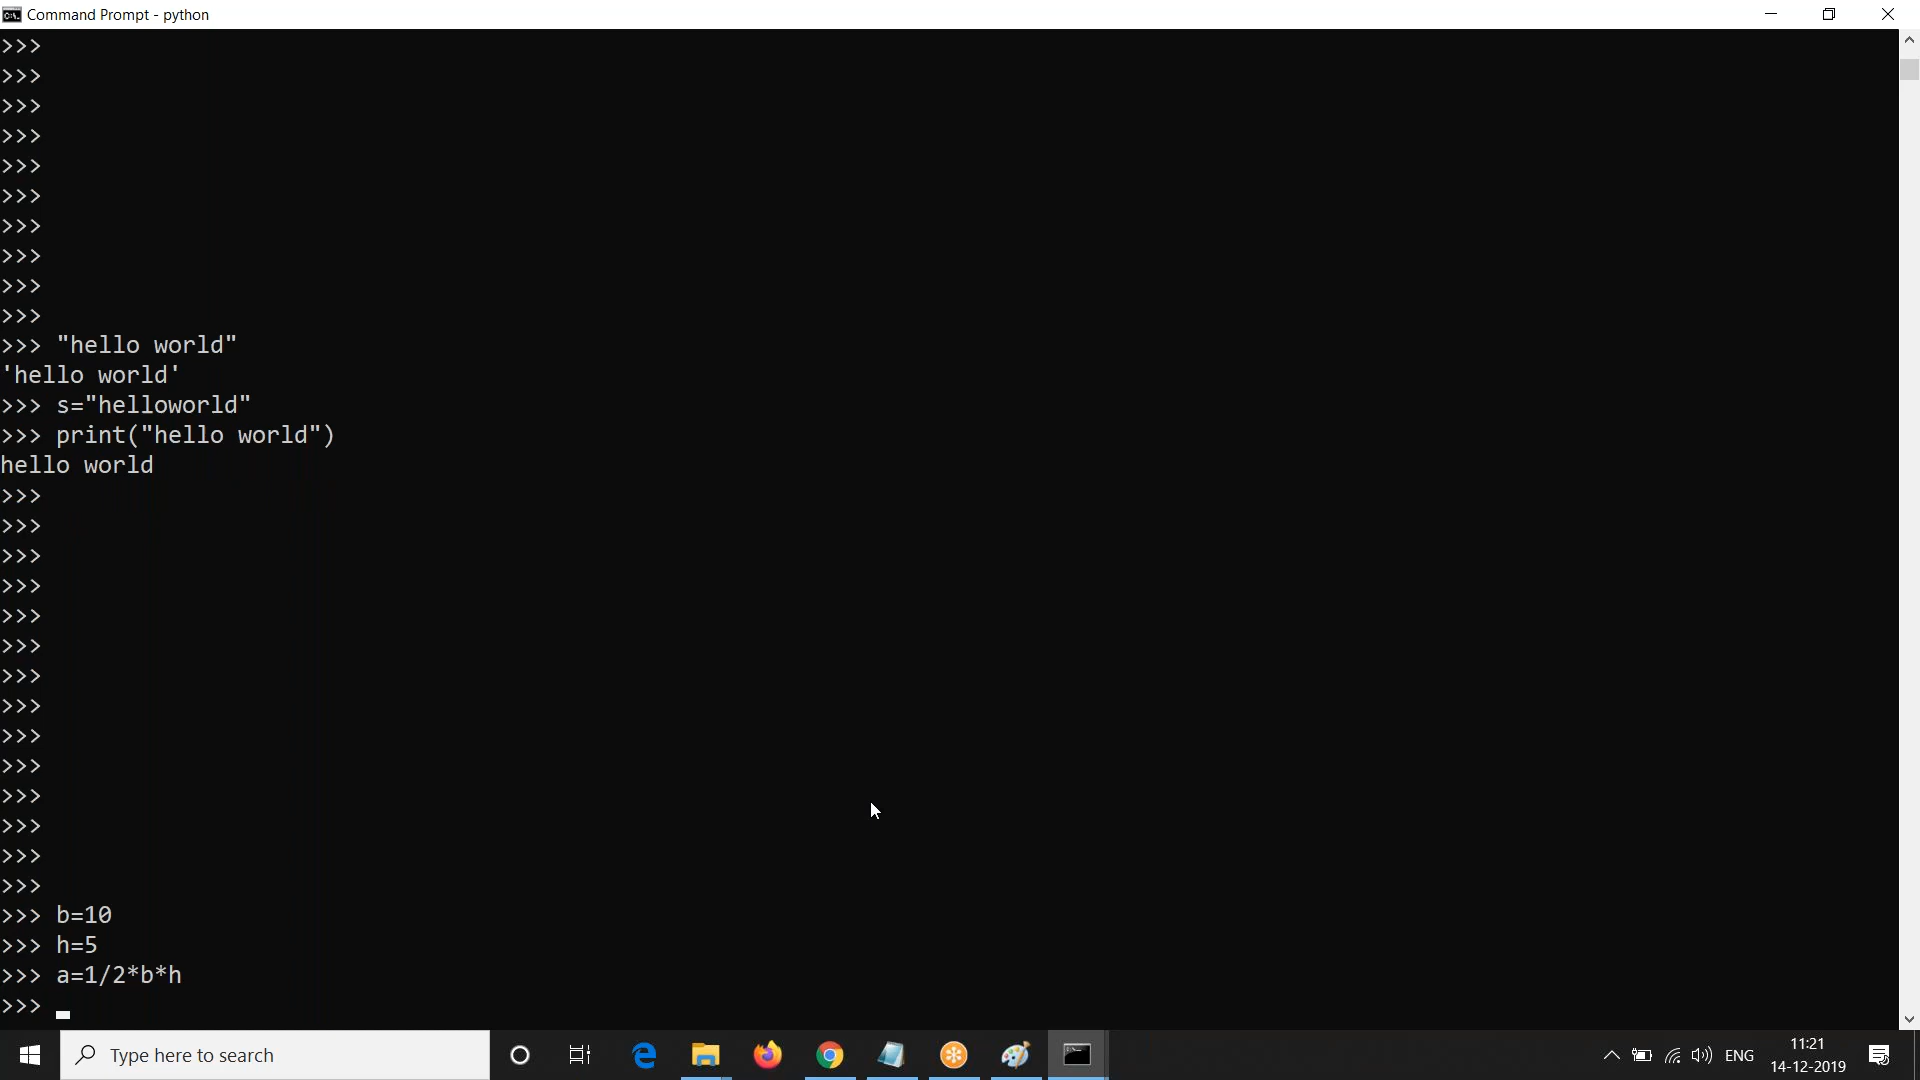 Command Prompt - python
>>>
>>>
>>>
>>>
>>>
>>>
>>>
>>>
>>>
>>>
>>> "hello world"
'hello world'
>>> s="helloworld"
>>> print("hello world")
hello world
>>>
>>>
>>>
>>>
>>>
>>>
>>>
>>>
>>>
>>>
>>>
>>>
>>>
>>>
>>> b=10
>>> h=5
>>> a=1/2*b*h
>>>
Type here to search
ENG
11:21
14-12-2019